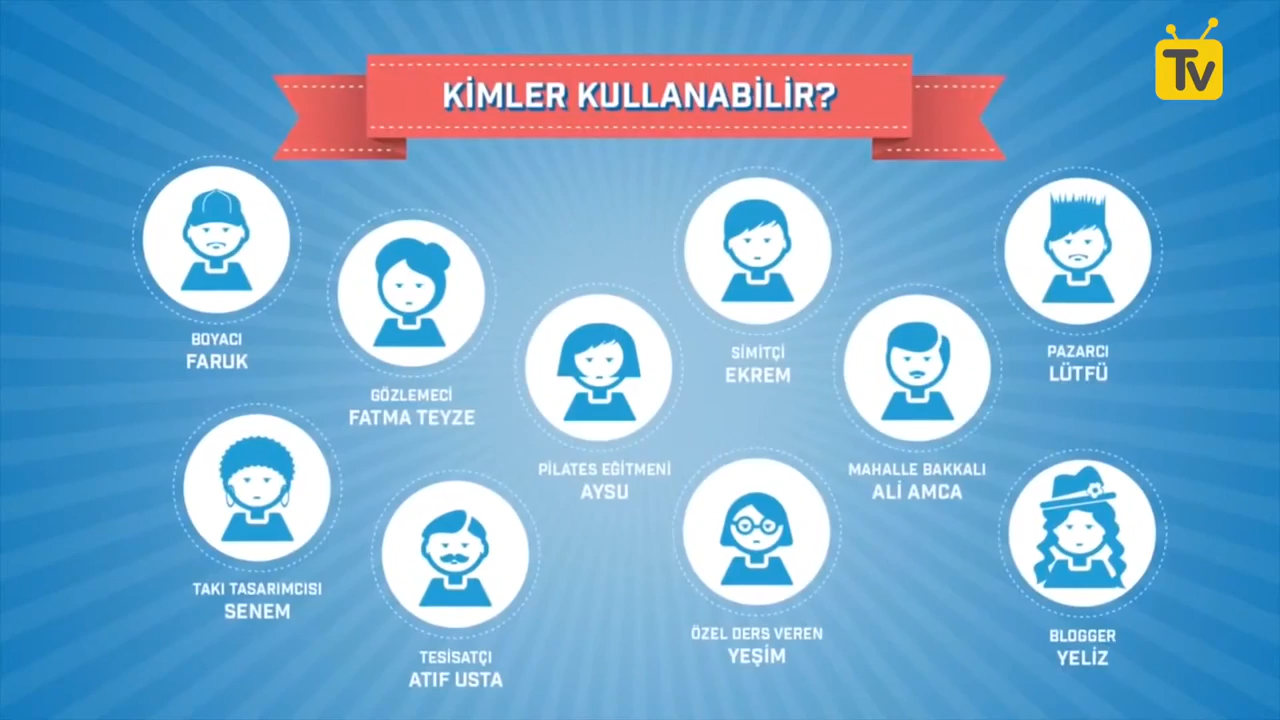 KİMLER KULLANABİLİR?
Tv
BOYACI
FARUK
GÖZLEMECİ
FATMA TEYZE
PİLATES EĞİTMENİ
AYSU
SİMİTÇİ
EKREM
MAHALLE BAKKALI
ALİ AMCA
PAZARCI
LÜTFÜ
TAKI TASARIMCISI
SENEM
TESİSATÇI
ATIF USTA
ÖZEL DERS VEREN
YEŞİM
BLOGGER
YELİZ